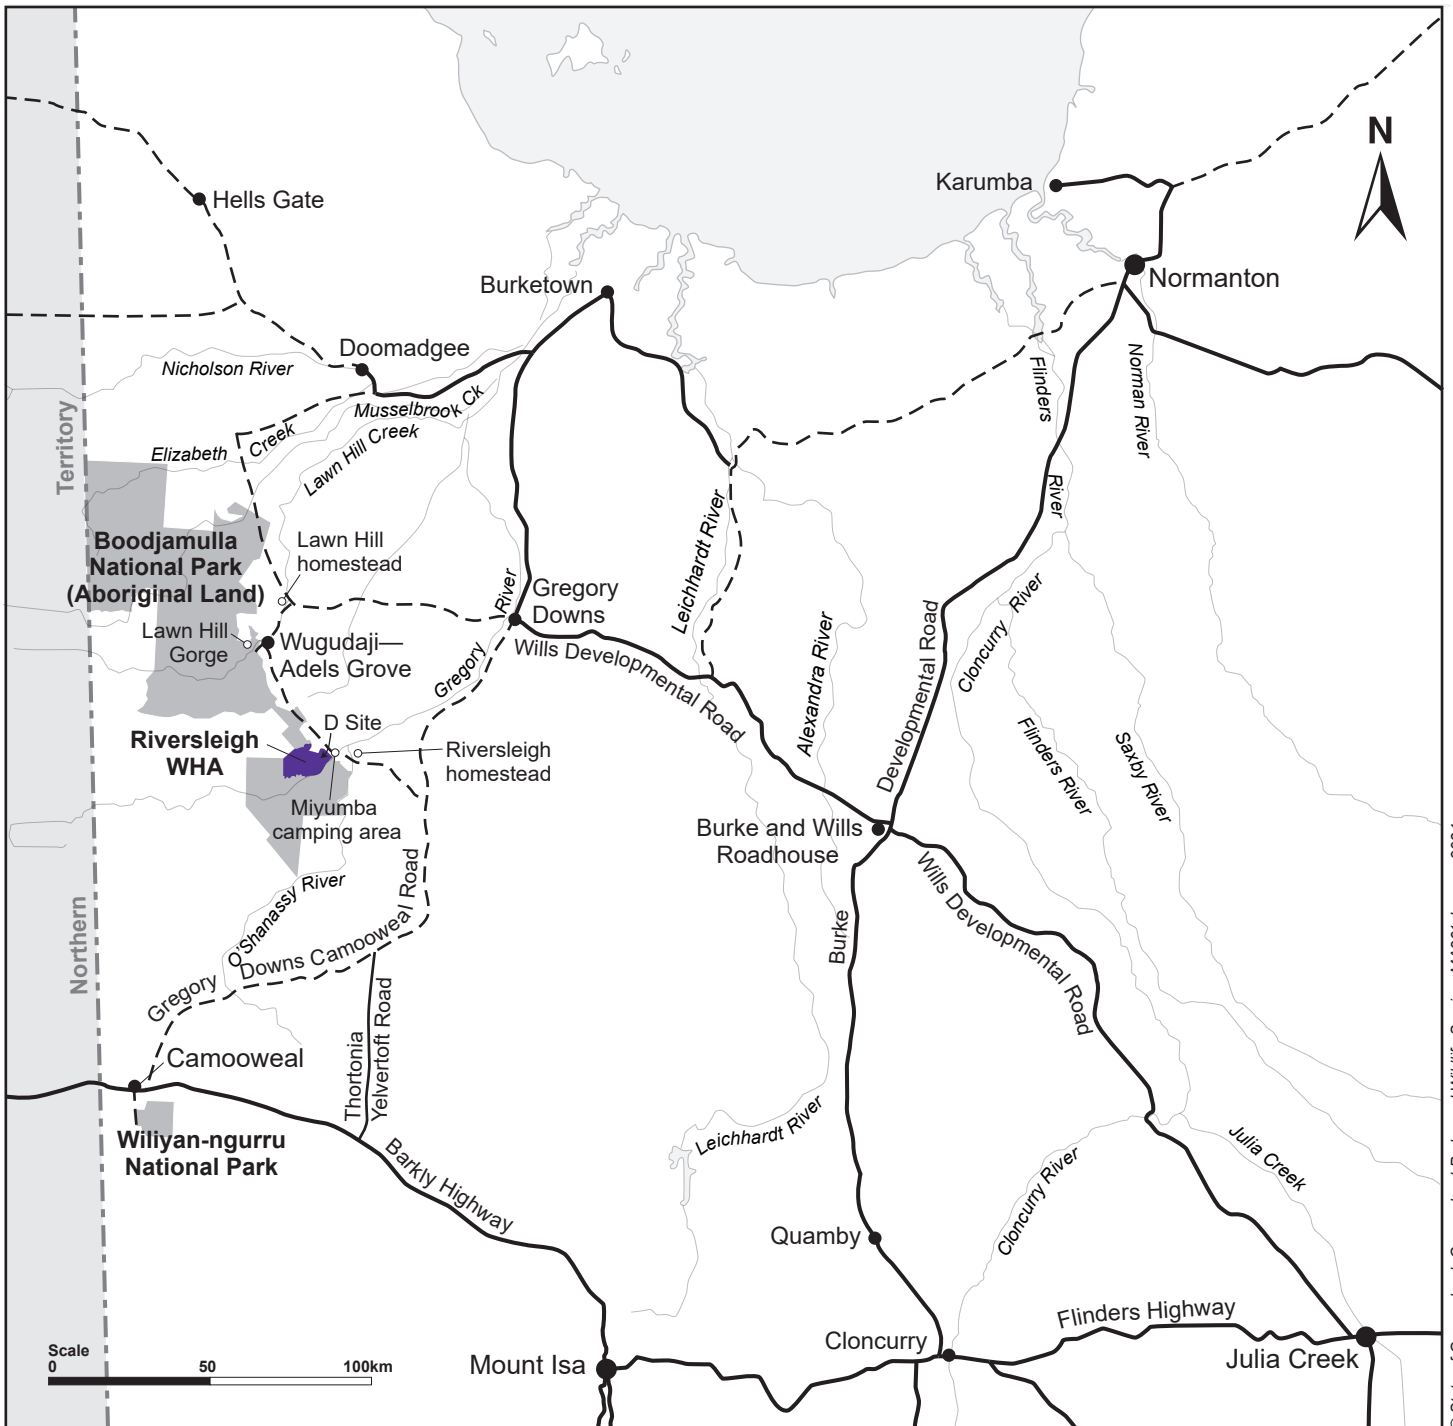 N
Hells Gate
Karumba
Normanton
Burketown
Doomadgee
Nicholson River
Musselbrook Ck
Elizabeth Creek
Lawn Hill Creek
Territory
Flinders River
Norman River
Leichhardt River
Boodjamulla
National Park
(Aboriginal Land)
Lawn Hill
homestead
Gregory River
Gregory
Downs
Lawn Hill
Gorge
Wugudaji—
Adels Grove
Wills Developmental Road
Alexandra River
Cloncurry River
Flinders River
Saxby River
D Site
Riversleigh
WHA
Riversleigh
homestead
Miyumba
camping area
Burke and Wills
Roadhouse
Burke Developmental Road
Wills Developmental Road
O'Shanassy River
Northern
Gregory Downs Camooweal Road
Camooweal
Thortonia
Yelvertoft Road
Wiliyan-ngurru
National Park
Barkly Highway
Leichhardt River
Cloncurry River
Julia Creek
Quamby
Flinders Highway
Cloncurry
Julia Creek
Mount Isa
Scale
0 50 100km